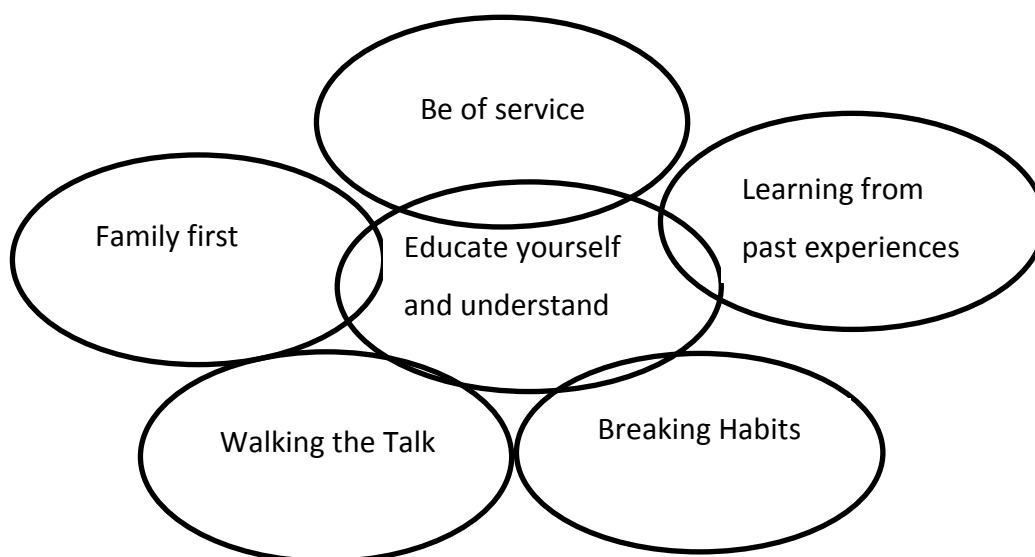 Be of service
Learning from
past experiences
Family first
Educate yourself
and understand
Walking the Talk
Breaking Habits